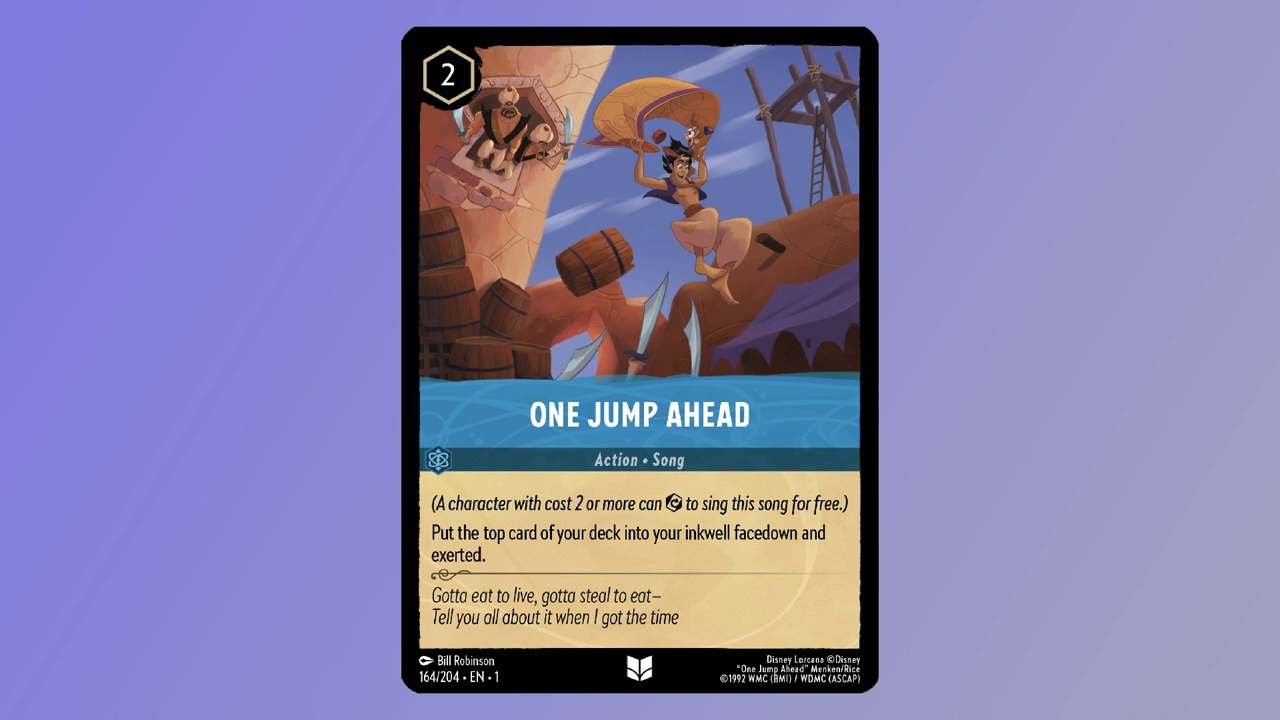 2
ONE JUMP AHEAD
Action • Song
(A character with cost 2 or more can to sing this song for free.)
Put the top card of your deck into your inkwell facedown and
exerted.
Gotta eat to live, gotta steal to eat–
Tell you all about it when I got the time
Bill Robinson
164/204 • EN • 1
Disney Lorcana ©Disney
"One Jump Ahead" Menken/Rice
©1992 WMC (BMI) / WDMC (ASCAP)